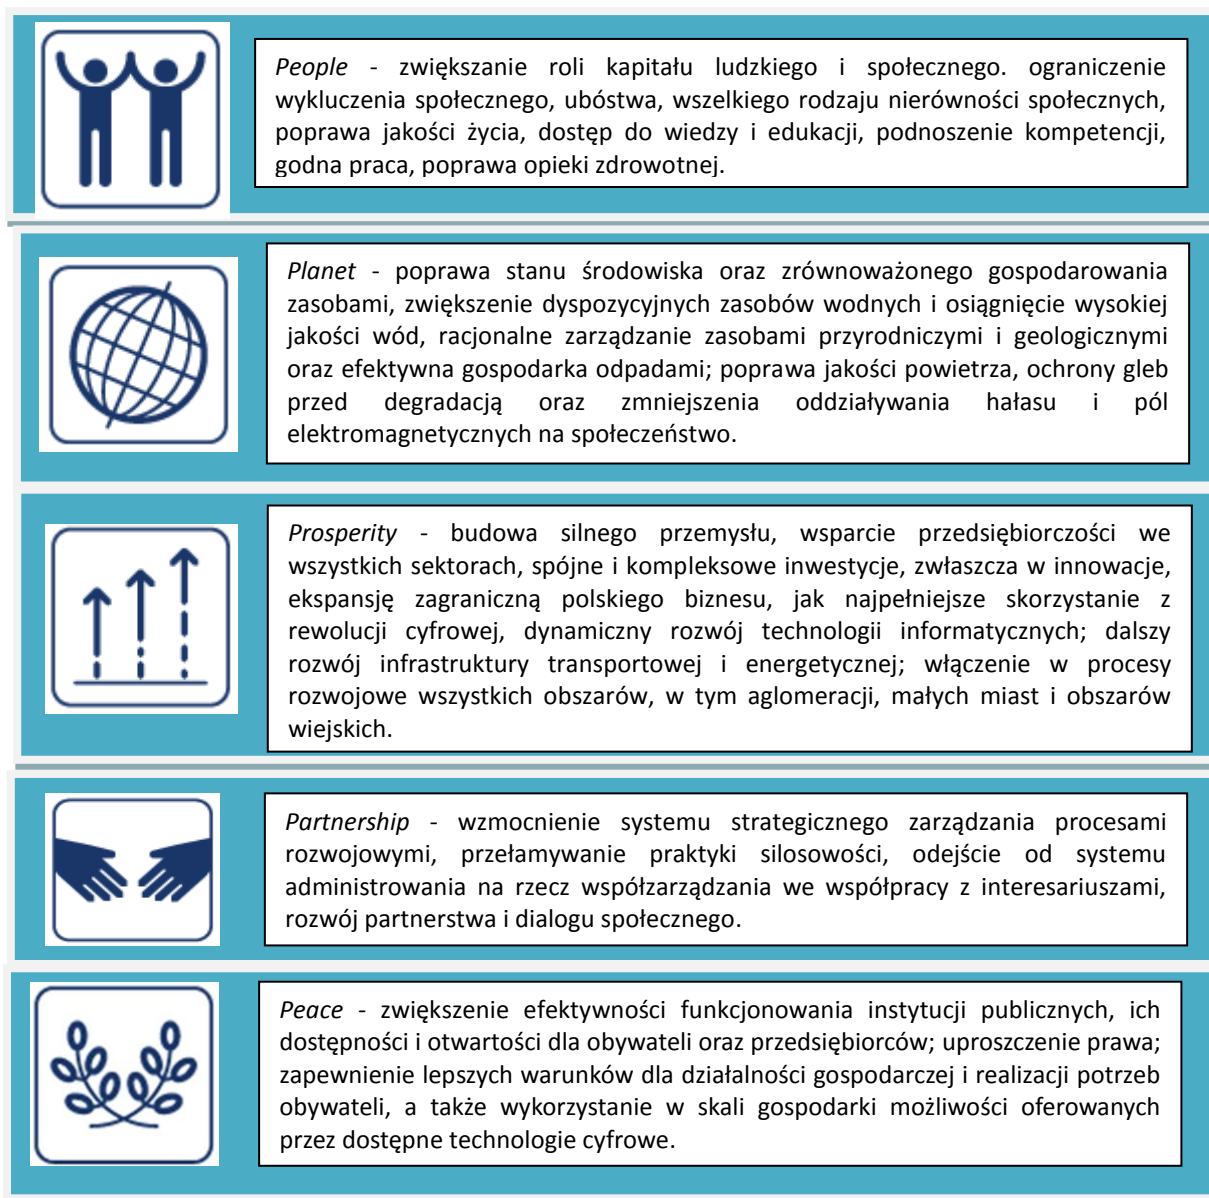 People - zwiększanie roli kapitału ludzkiego i społecznego. ograniczenie
wykluczenia społecznego, ubóstwa, wszelkiego rodzaju nierówności społecznych,
poprawa jakości życia, dostęp do wiedzy i edukacji, podnoszenie kompetencji,
godna praca, poprawa opieki zdrowotnej.
Planet - poprawa stanu środowiska oraz zrównoważonego gospodarowania
zasobami, zwiększenie dyspozycyjnych zasobów wodnych i osiągnięcie wysokiej
jakości wód, racjonalne zarządzanie zasobami przyrodniczymi i geologicznymi
oraz efektywna gospodarka odpadami; poprawa jakości powietrza, ochrony gleb
przed degradacją oraz zmniejszenia oddziaływania hałasu i pól
elektromagnetycznych na społeczeństwo.
Prosperity - budowa silnego przemysłu, wsparcie przedsiębiorczości we
wszystkich sektorach, spójne i kompleksowe inwestycje, zwłaszcza w innowacje,
ekspansję zagraniczną polskiego biznesu, jak najpełniejsze skorzystanie z
rewolucji cyfrowej, dynamiczny rozwój technologii informatycznych; dalszy
rozwój infrastruktury transportowej i energetycznej; włączenie w procesy
rozwojowe wszystkich obszarów, w tym aglomeracji, małych miast i obszarów
wiejskich.
Partnership - wzmocnienie systemu strategicznego zarządzania procesami
rozwojowymi, przełamywanie praktyki silosowości, odejście od systemu
administrowania na rzecz współzarządzania we współpracy z interesariuszami,
rozwój partnerstwa i dialogu społecznego.
Peace - zwiększenie efektywności funkcjonowania instytucji publicznych, ich
dostępności i otwartości dla obywateli oraz przedsiębiorców; uproszczenie prawa;
zapewnienie lepszych warunków dla działalności gospodarczej i realizacji potrzeb
obywateli, a także wykorzystanie w skali gospodarki możliwości oferowanych
przez dostępne technologie cyfrowe.